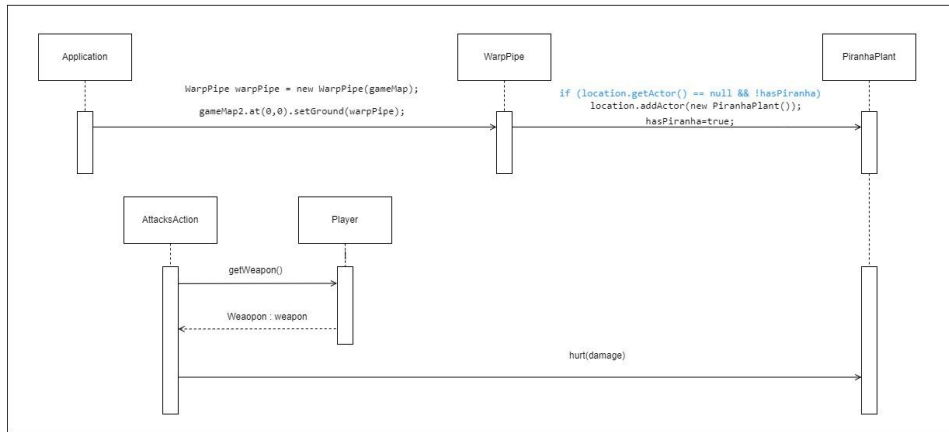 Application
WarpPipe
PiranhaPlant
WarpPipe warpPipe = new WarpPipe(gameMap);
gameMap2.at(0,0).setGround(warpPipe);
if (location.getActor() == null && !hasPiranha)
location.addActor(new PiranhaPlant());
hasPiranha=true;
AttacksAction
Player
getWeapon()
Weaopon : weapon
hurt(damage)